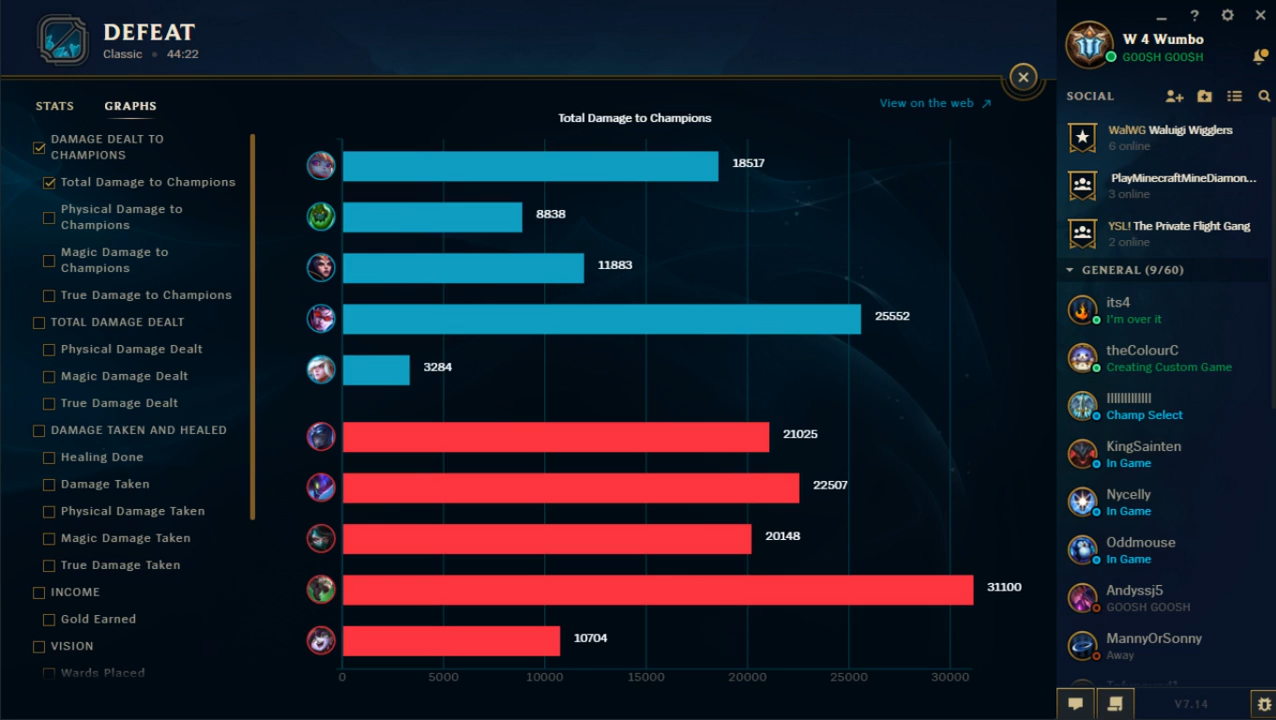 DEFEAT
Classic • 44:22
STATS
GRAPHS
View on the web
DAMAGE DEALT TO
CHAMPIONS
Total Damage to Champions
Physical Damage to
Champions
Magic Damage to
Champions
True Damage to Champions
TOTAL DAMAGE DEALT
Physical Damage Dealt
Magic Damage Dealt
True Damage Dealt
DAMAGE TAKEN AND HEALED
Healing Done
Damage Taken
Physical Damage Taken
Magic Damage Taken
True Damage Taken
INCOME
Gold Earned
VISION
Wards Placed
Total Damage to Champions
18517
8838
11883
25552
3284
21025
22507
20148
31100
10704
0 5000 10000 15000 20000 25000 30000
W 4 Wumbo
GOOSH GOOSH
SOCIAL
WalWG Waluigi Wigglers
6 online
PlayMinecraftMineDiamon...
3 online
YSL! The Private Flight Gang
2 online
GENERAL (9/60)
its4
I'm over it
theColourC
Creating Custom Game
Champ Select
KingSainten
In Game
Nycelly
In Game
Oddmouse
In Game
Andyssj5
GOOSH GOOSH
MannyOrSonny
Away
V7.14